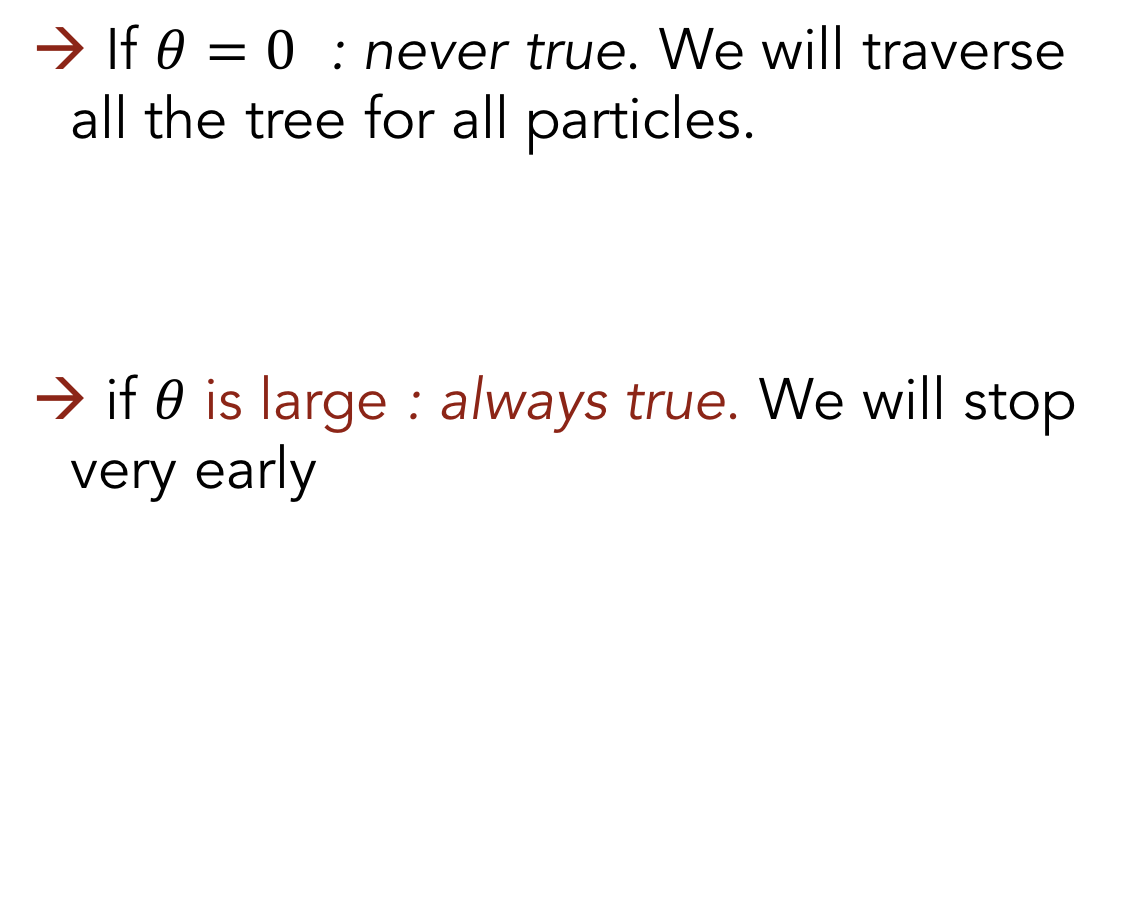 → If 𝜃 = 0 : never true. We will traverse
all the tree for all particles.
→ if 𝜃 is large : always true. We will stop
very early